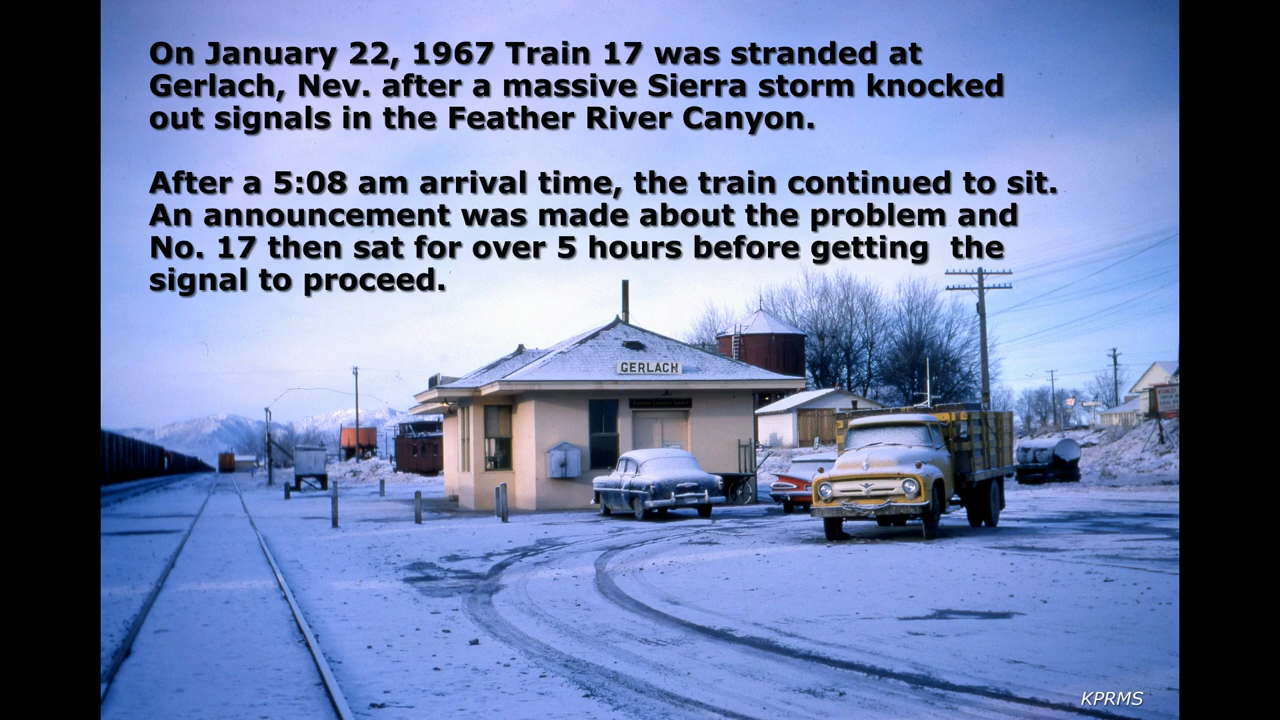 On January 22, 1967 Train 17 was stranded at
Gerlach, Nev. after a massive Sierra storm knocked
out signals in the Feather River Canyon.
After a 5:08 am arrival time, the train continued to sit.
An announcement was made about the problem and
No. 17 then sat for over 5 hours before getting  the
signal to proceed.
GERLACH
KPRMS